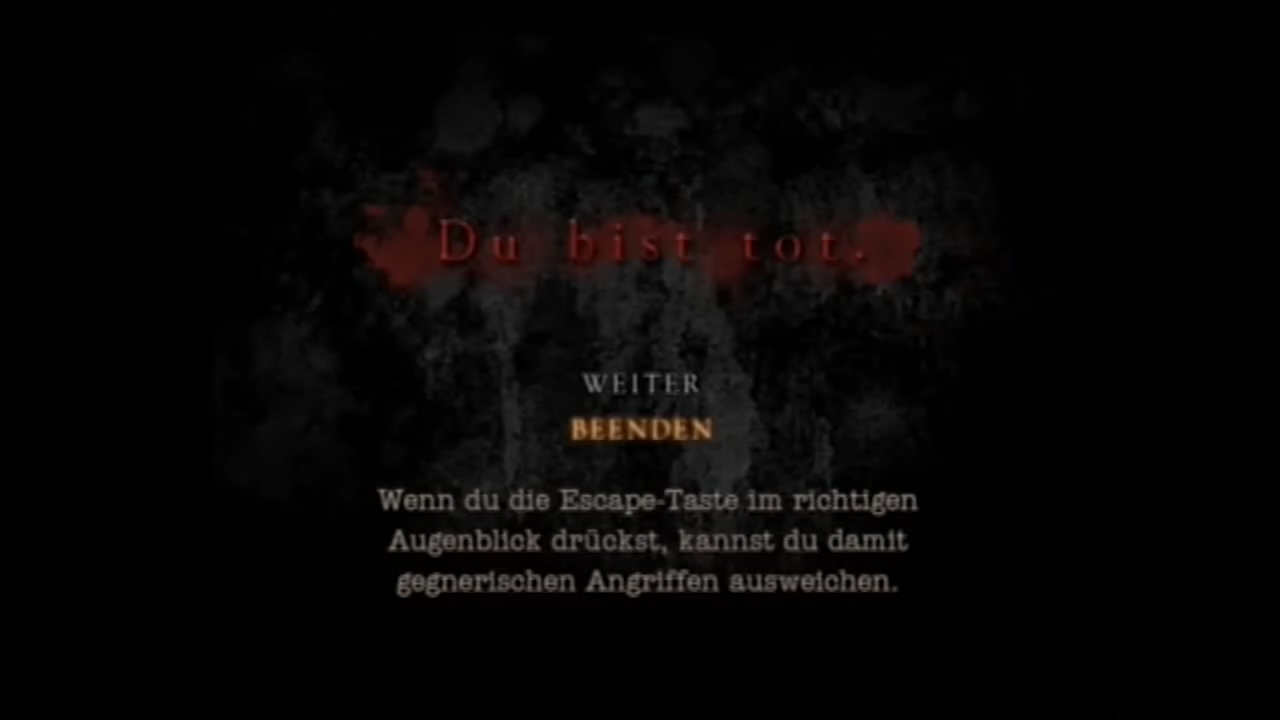 Du bist tot.
WEITER
BEENDEN
Wenn du die Escape-Taste im richtigen
Augenblick drückst, kannst du damit
gegnerischen Angriffen ausweichen.